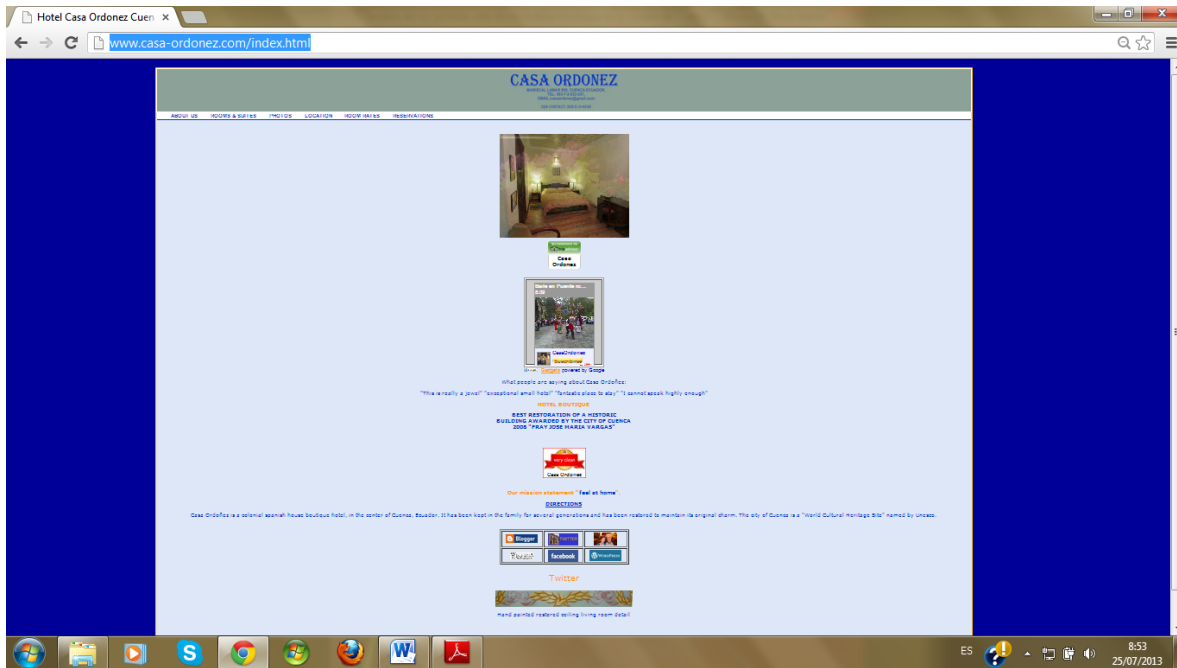 Hotel Casa Ordonez Cuen
www.casa-ordonez.com/index.html
CASA ORDONEZ
ABOUT US ROOMS & SUITES PHOTOS LOCATION ROOM RATES RESERVATIONS
Casa
Ordonez
Baile en Puente ro...
CasaOrdonez
Gadgets powered by Google
What people are saying about Casa Ordoñez:
"This is really a jewel" "exceptional small hotel" "fantastic place to stay" "I cannot speak highly enough"
HOTEL BOUTIQUE
BEST RESTORATION OF A HISTORIC
BUILDING AWARDED BY THE CITY OF CUENCA
"FRAY JOSE MARIA VARGAS"
very clean
Casa Ordonez
Our mission statement "feel at home".
DIRECTIONS
Casa Ordoñez is a colonial spanish house boutique hotel, in the center of Cuenca, Ecuador. It has been kept in the family for several generations and has been restored to maintain its original charm. The city of Cuenca is a "World Cultural Heritage Site" named by Unesco.
Blogger TWITTER
facebook WordPress
Twitter
Hand painted restored ceiling living room detail
ES
8:53
25/07/2013